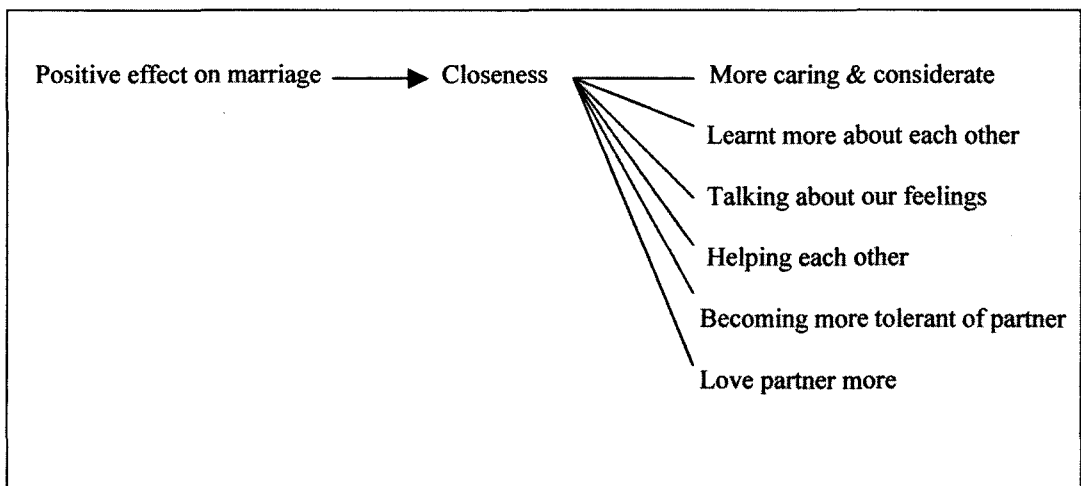 Positive effect on marriage Closeness More caring & considerate
Learnt more about each other
Talking about our feelings
Helping each other
Becoming more tolerant of partner
Love partner more